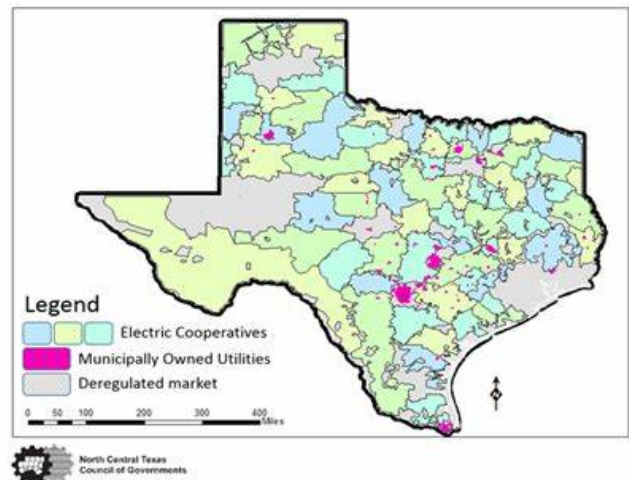 Legend
Electric Cooperatives
Municipally Owned Utilities
Deregulated market
0 50 100 200 300 400 Miles
North Central Texas
Council of Governments